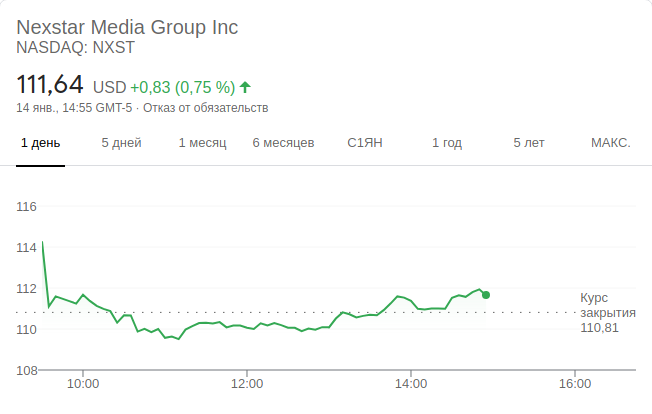 Nexstar Media Group Inc
NASDAQ: NXST
111,64 USD +0,83 (0,75 %)
14 янв., 14:55 GMT-5 · Отказ от обязательств
1 день 5 дней 1 месяц 6 месяцев С1ЯН 1 год 5 лет МАКС.
116
114
112
Курс
закрытия
110,81
110
108
10:00 12:00 14:00 16:00